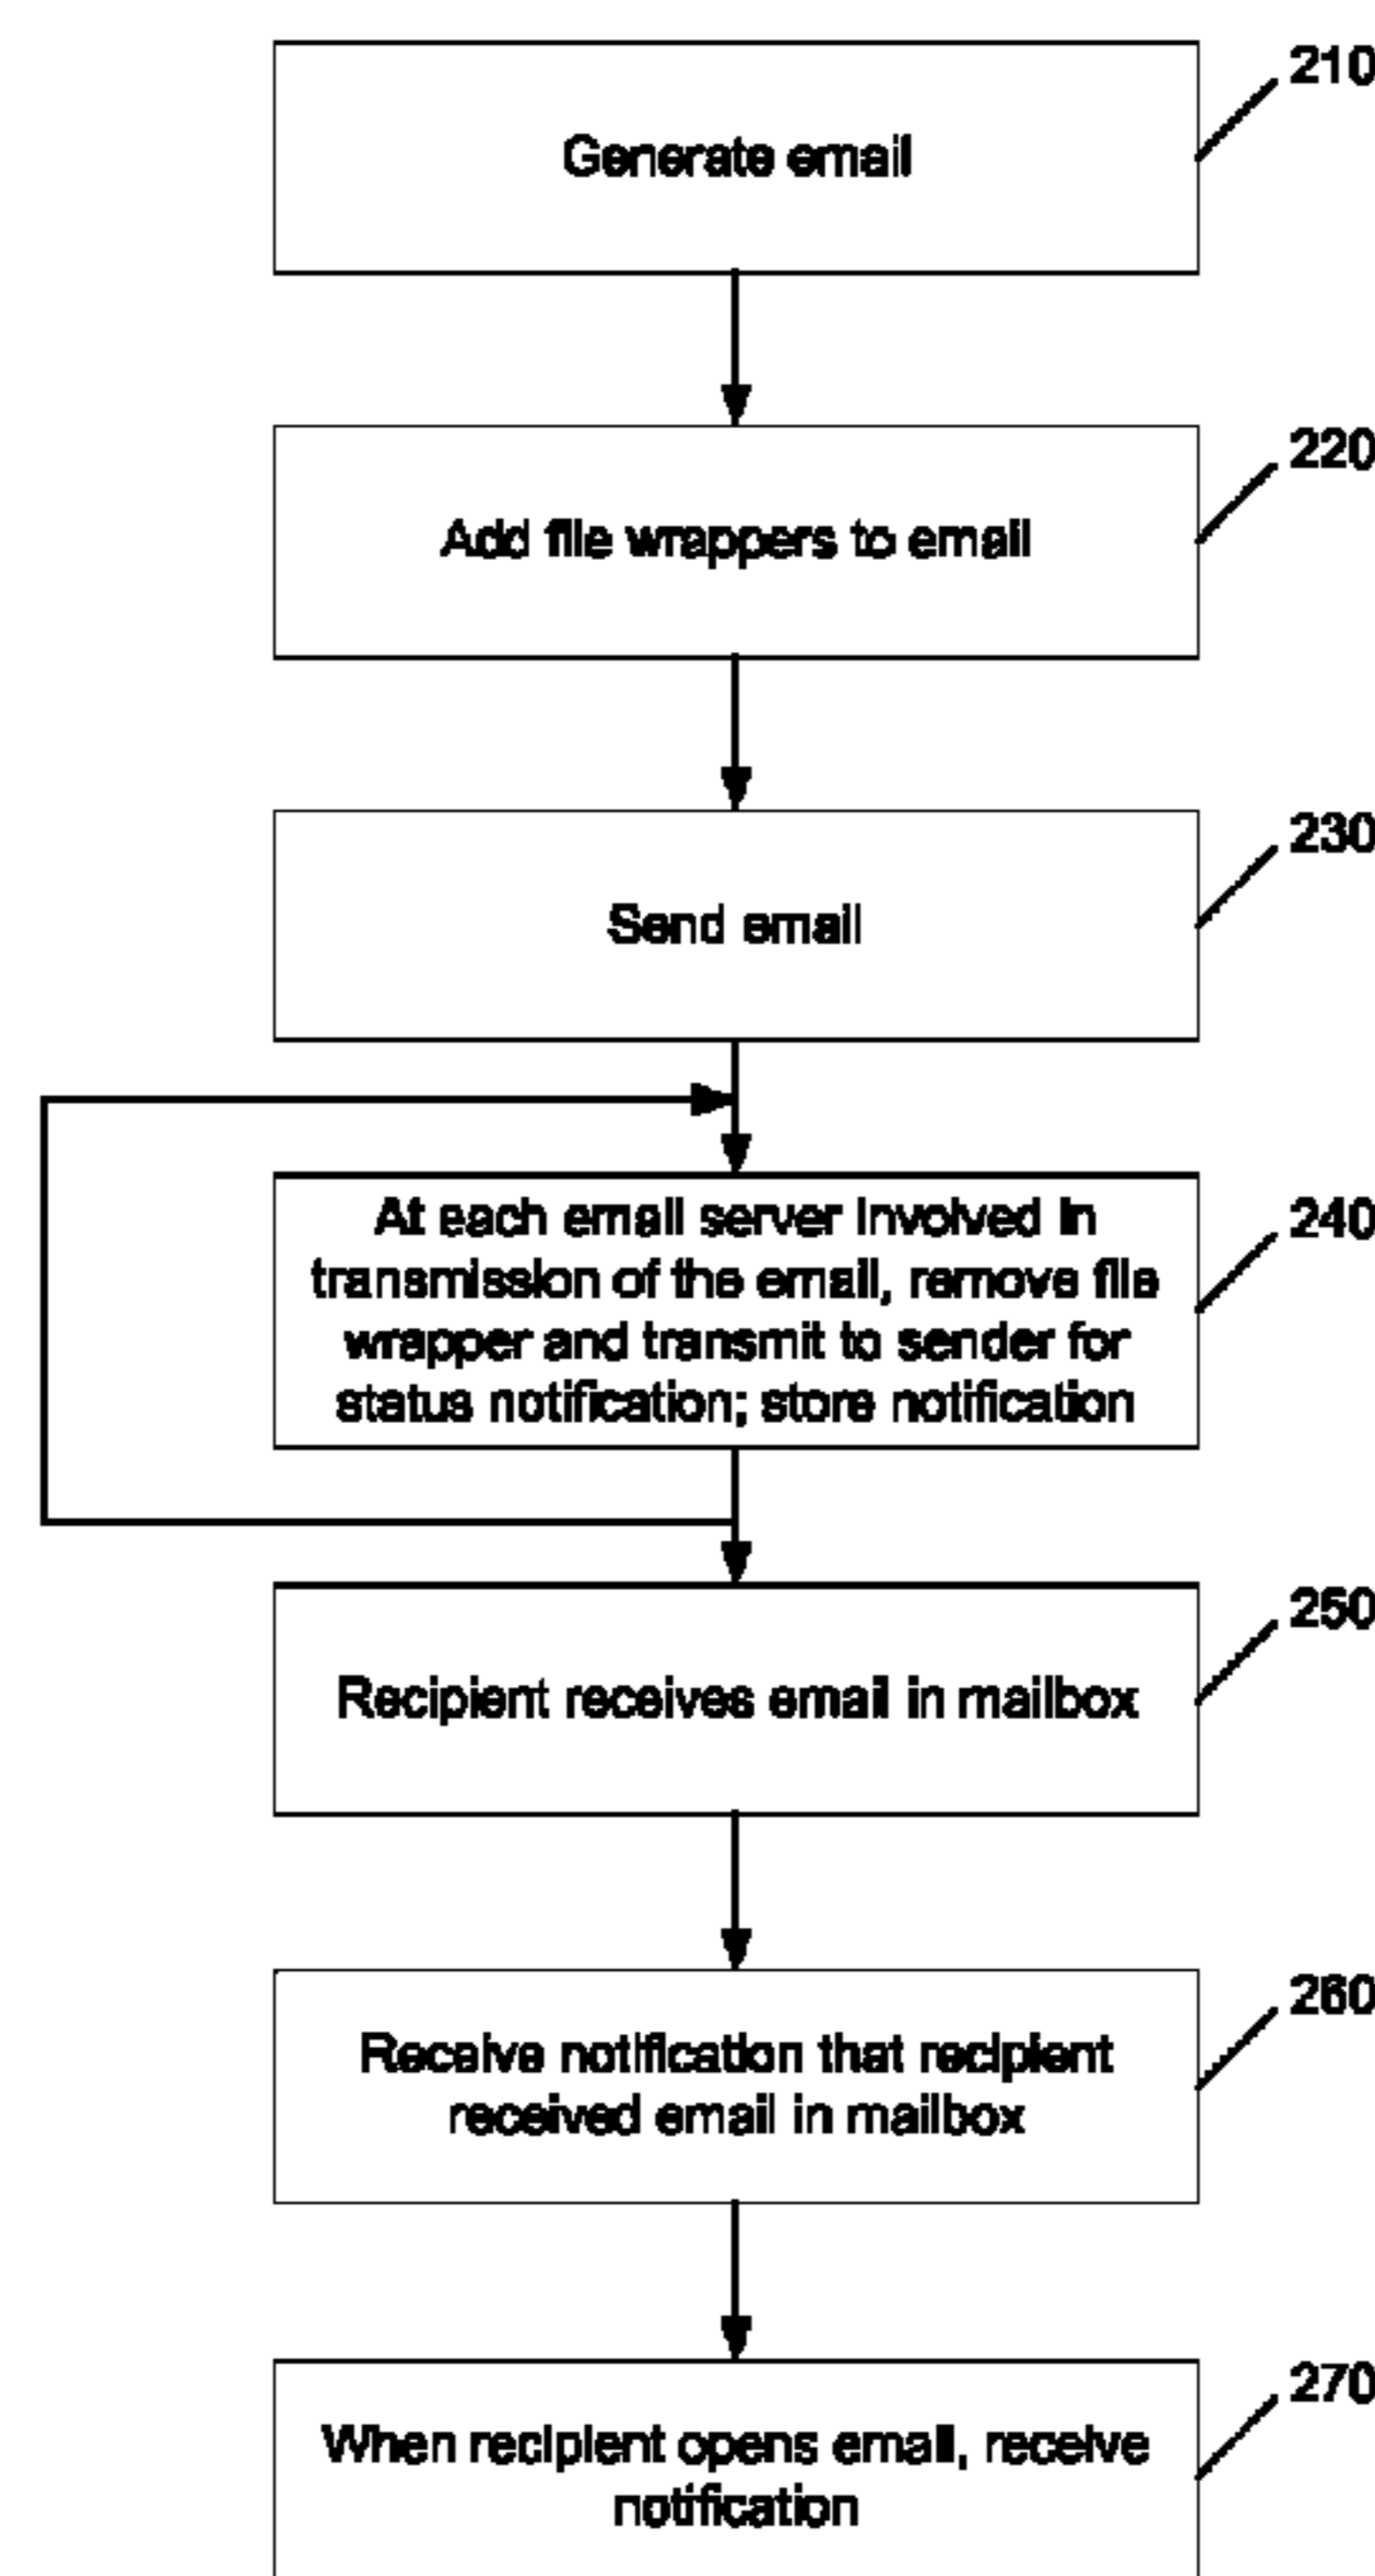 210
Generate email
220
Add file wrappers to email
230
Send email
240
At each email server involved in
transmission of the email, remove file
wrapper and transmit to sender for
status notification; store notification
250
Recipient receives email in mailbox
260
Receive notification that recipient
received email in mailbox
270
When recipient opens email, receive
notification